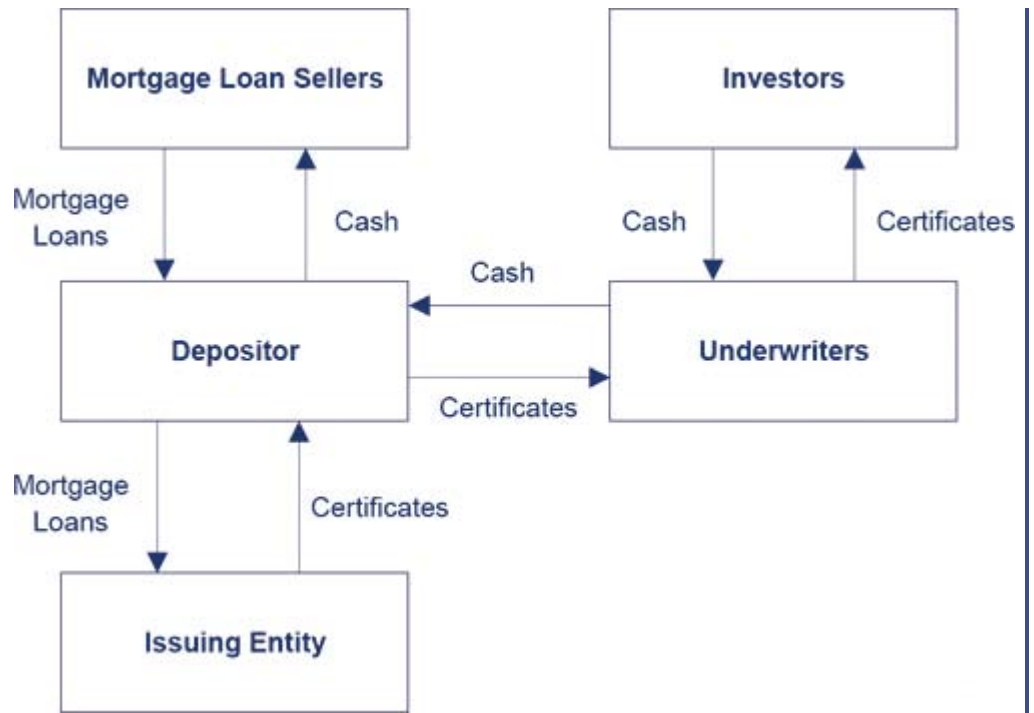 Mortgage Loan Sellers
Investors
Mortgage
Loans
Cash
Cash
Certificates
Cash
Depositor
Underwriters
Certificates
Mortgage
Loans
Certificates
Issuing Entity